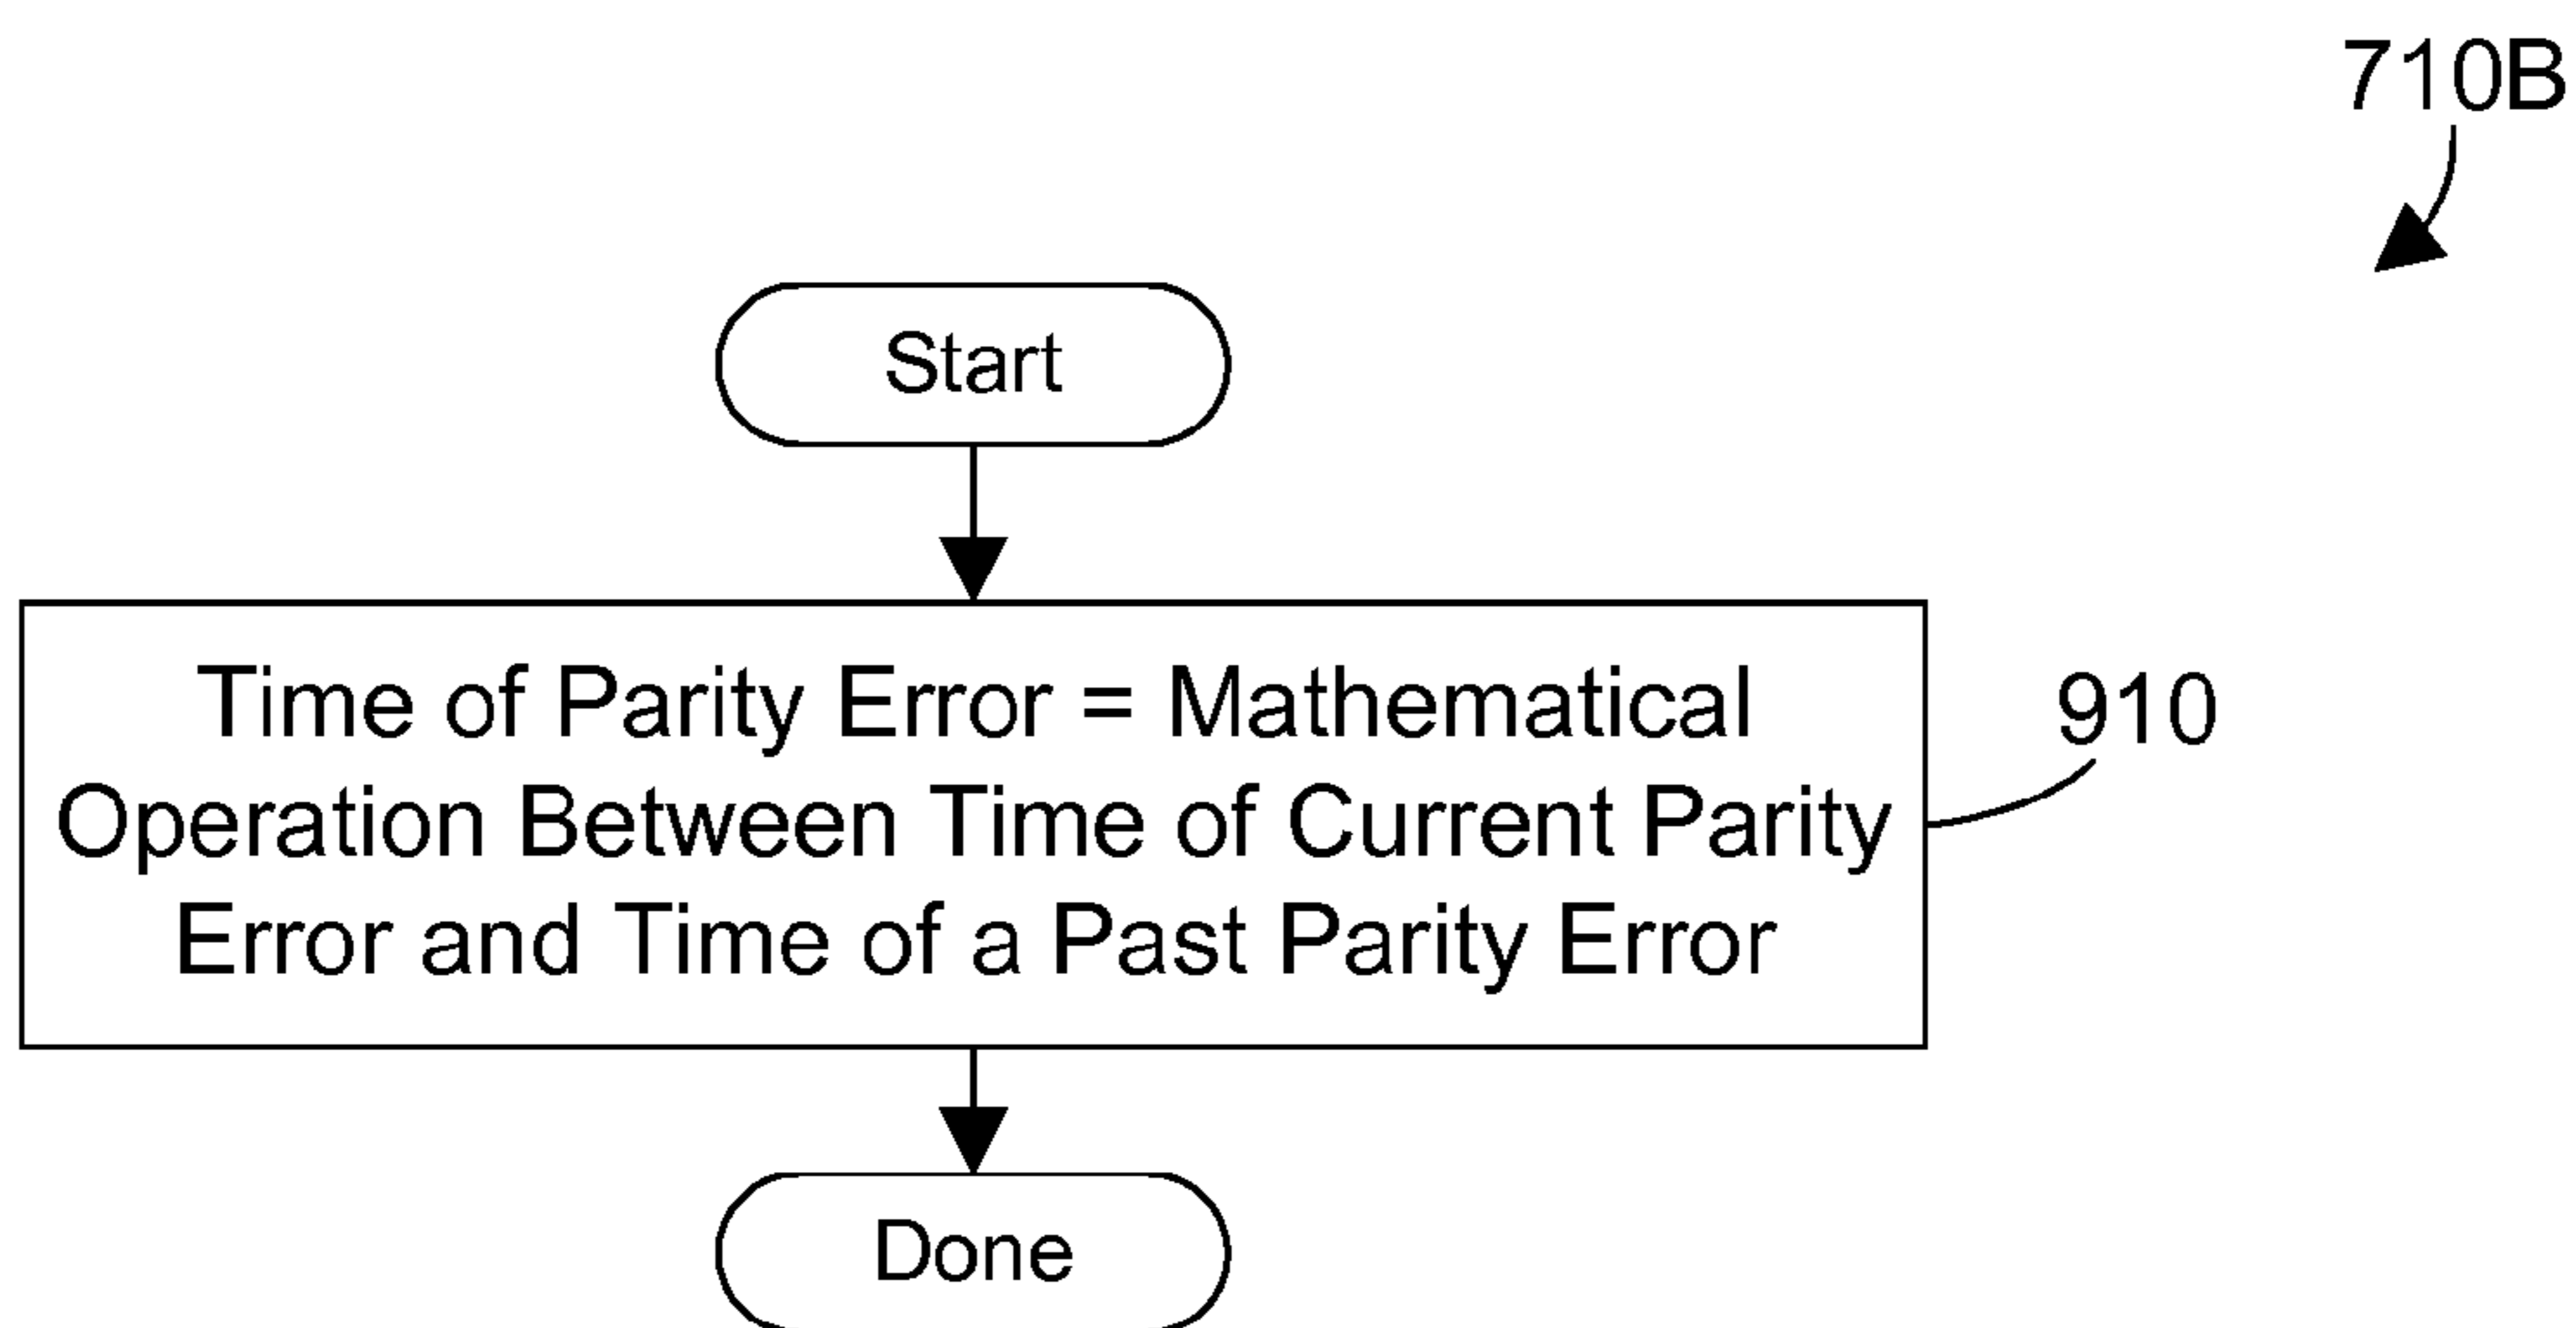 710B
Start
Time of Parity Error = Mathematical
Operation Between Time of Current Parity
Error and Time of a Past Parity Error
910
Done